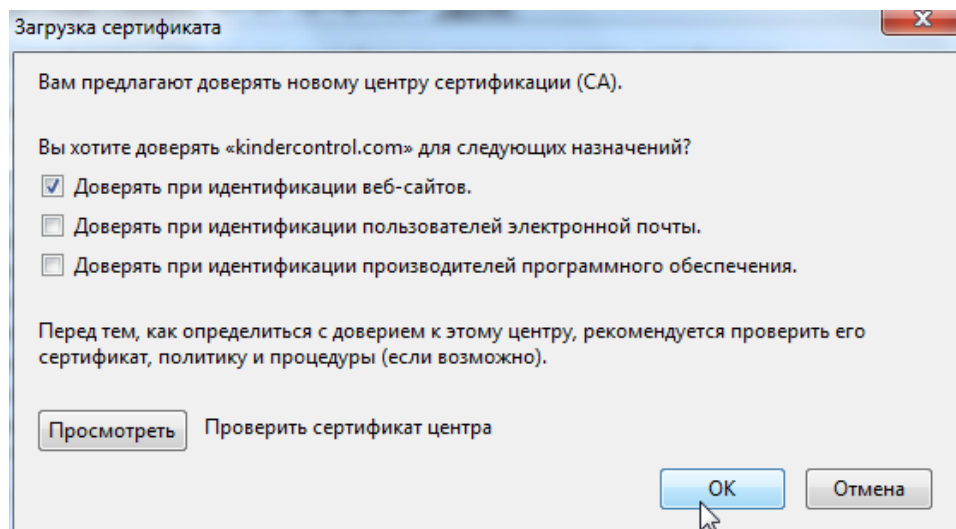 Загрузка сертификата
Вам предлагают доверять новому центру сертификации (CA).
Вы хотите доверять «kindercontrol.com» для следующих назначений?
Доверять при идентификации веб-сайтов.
Доверять при идентификации пользователей электронной почты.
Доверять при идентификации производителей программного обеспечения.
Перед тем, как определиться с доверием к этому центру, рекомендуется проверить его
сертификат, политику и процедуры (если возможно).
Просмотреть Проверить сертификат центра
ОК Отмена